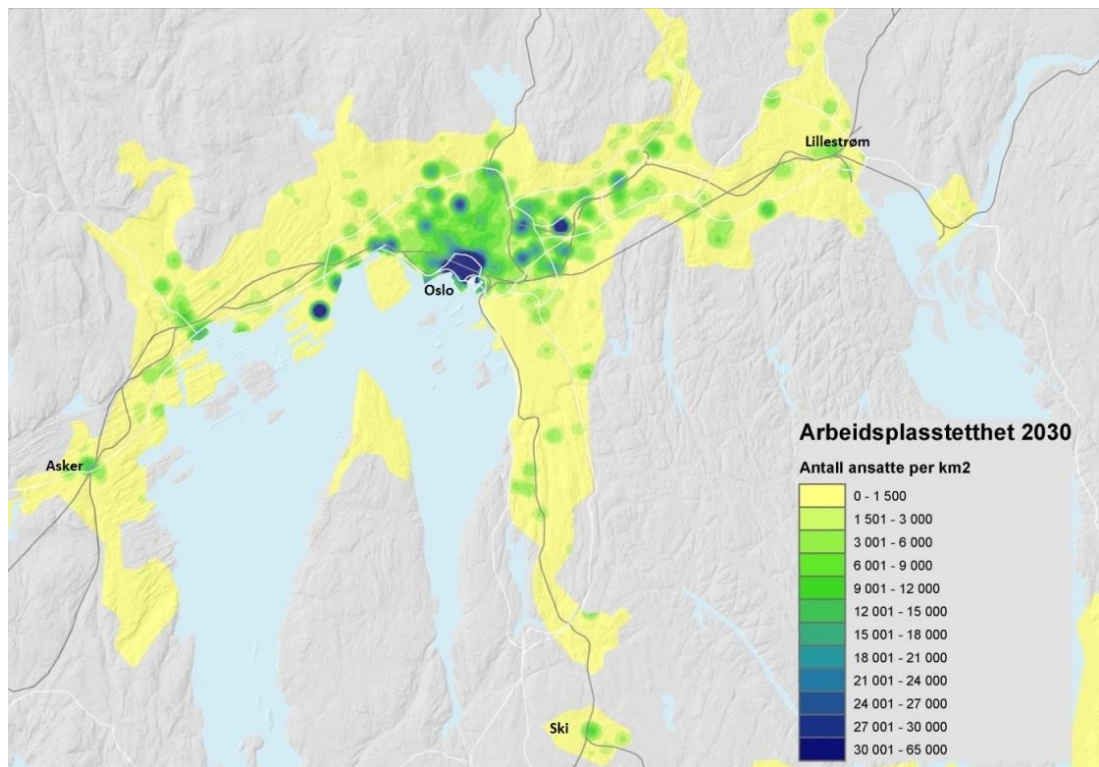 Lillestrøm
Oslo
Asker
Ski
Arbeidsplasstetthet 2030
Antall ansatte per km2
0 - 1 500
1 501 - 3 000
3 001 - 6 000
6 001 - 9 000
9 001 - 12 000
12 001 - 15 000
15 001 - 18 000
18 001 - 21 000
21 001 - 24 000
24 001 - 27 000
27 001 - 30 000
30 001 - 65 000